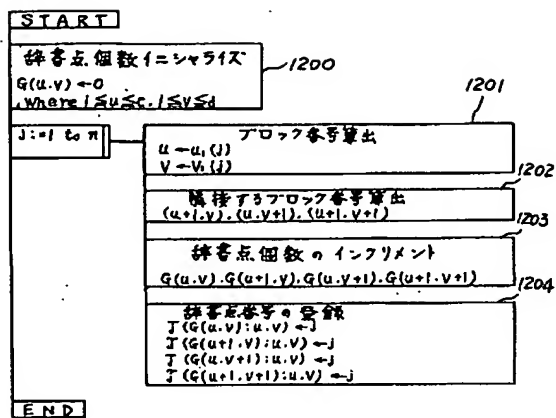 START
辞書点個数イニシャライズ
1200
G(u.v)←0
,where 1≤u≤c.1≤v≤d
1201
j:=1 to n
ブロック番号算出
u←u₁(j)
v←v₁(j)
1202
隣接するブロック番号算出
(u+1.v).(u.v+1).(u+1.v+1)
1203
辞書点個数のインクリメント
G(u.v).G(u+1.v).G(u.v+1).G(u+1.v+1)
1204
辞書点番号の登録
J(G(u.v):u.v)←j
J(G(u+1.v):u.v)←j
J(G(u.v+1):u.v)←j
J(G(u+1.v+1):u.v)←j
END